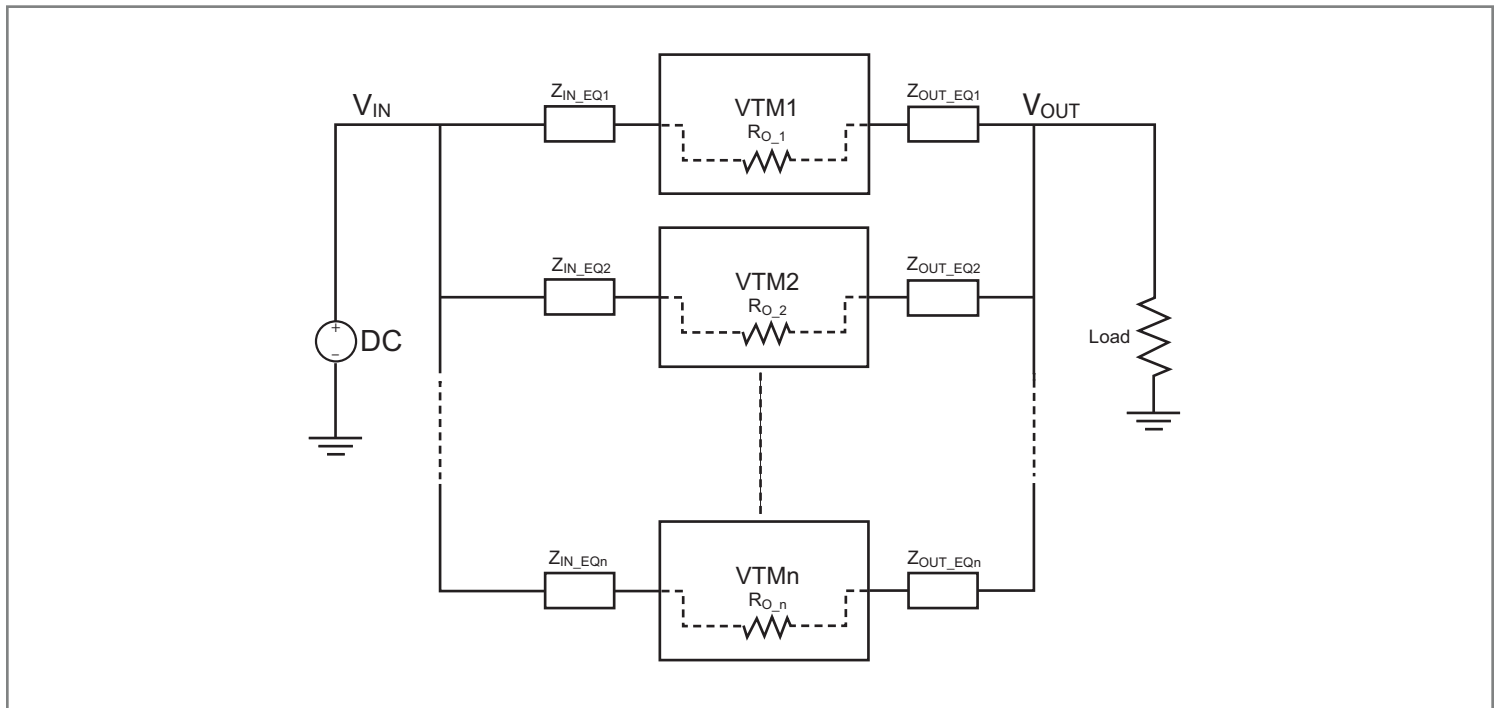 Z_IN_EQ1
VTM1
R_O_1
Z_OUT_EQ1
V_IN
V_OUT
Z_IN_EQ2
VTM2
R_O_2
Z_OUT_EQ2
+
−
DC
Load
Z_IN_EQn
VTMn
R_O_n
Z_OUT_EQn